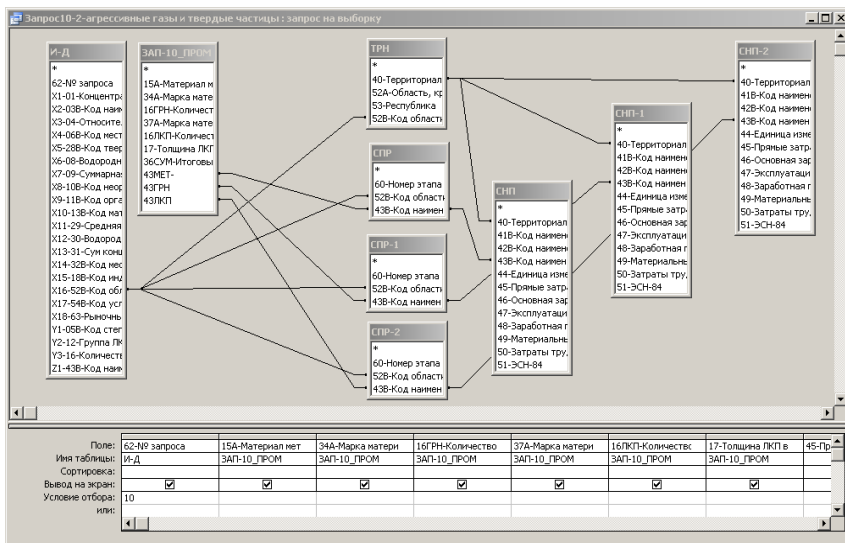 Запрос10-2-агрессивные газы и твердые частицы : запрос на выборку
И-Д
*
62-№ запроса
X1-01-Концентра
X2-03В-Код наим
X3-04-Относите.
X4-06В-Код мест
X5-28В-Код твер
X6-08-Водородн
X7-09-Суммарна
X8-10В-Код неор
X9-11В-Код орга
X10-13В-Код мат
X11-29-Средняя
X12-30-Водород
X13-31-Сум конц
X14-32В-Код мес
X15-18В-Код инд
X16-52В-Код обл
X17-54В-Код усл
X18-63-Рыночнь
Y1-05В-Код стег
Y2-12-Группа ЛК
Y3-16-Количеств
Z1-43В-Код наим
ЗАП-10_ПРОМ
*
15А-Материал м
34А-Марка мате
16ГРН-Количест
37А-Марка мате
16ЛКП-Количест
17-Толщина ЛКГ
36СУМ-Итоговы
43МЕТ-
43ГРН
43ЛКП
ТРН
*
40-Территориал
52А-Область, кр
53-Республика
52В-Код области
СПР
*
60-Номер этапа
52В-Код области
43В-Код наимен
СПР-1
*
60-Номер этапа
52В-Код области
43В-Код наимен
СПР-2
*
60-Номер этапа
52В-Код области
43В-Код наимен
СНП
*
40-Территориал
41В-Код наимен
42В-Код наимен
43В-Код наимен
44-Единица изме
45-Прямые затр
46-Основная зар
47-Эксплуатаци
48-Заработная г
49-Материальнь
50-Затраты тру,
51-ЭСН-84
СНП-1
*
40-Территориал
41В-Код наимен
42В-Код наимен
43В-Код наимен
44-Единица изме
45-Прямые затр
46-Основная зар
47-Эксплуатаци
48-Заработная г
49-Материальнь
50-Затраты тру,
51-ЭСН-84
СНП-2
*
40-Территориал
41В-Код наимен
42В-Код наимен
43В-Код наимен
44-Единица изме
45-Прямые затр
46-Основная зар
47-Эксплуатаци
48-Заработная г
49-Материальнь
50-Затраты тру,
51-ЭСН-84
Поле: 62-№ запроса 15А-Материал мет 34А-Марка матери 16ГРН-Количество 37А-Марка матери 16ЛКП-Количествс 17-Толщина ЛКП в 45-Пр
Имя таблицы: И-Д ЗАП-10_ПРОМ ЗАП-10_ПРОМ ЗАП-10_ПРОМ ЗАП-10_ПРОМ ЗАП-10_ПРОМ ЗАП-10_ПРОМ
Сортировка:
Вывод на экран:
Условие отбора: 10
или: